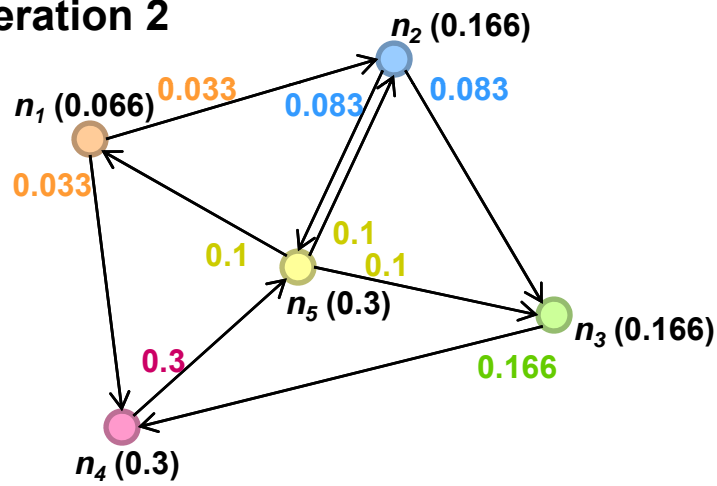 eration 2
n₂ (0.166)
0.033
0.083
0.083
n₁ (0.066)
0.033
0.1
0.1
0.1
n₅ (0.3)
n₃ (0.166)
0.3
0.166
n₄ (0.3)